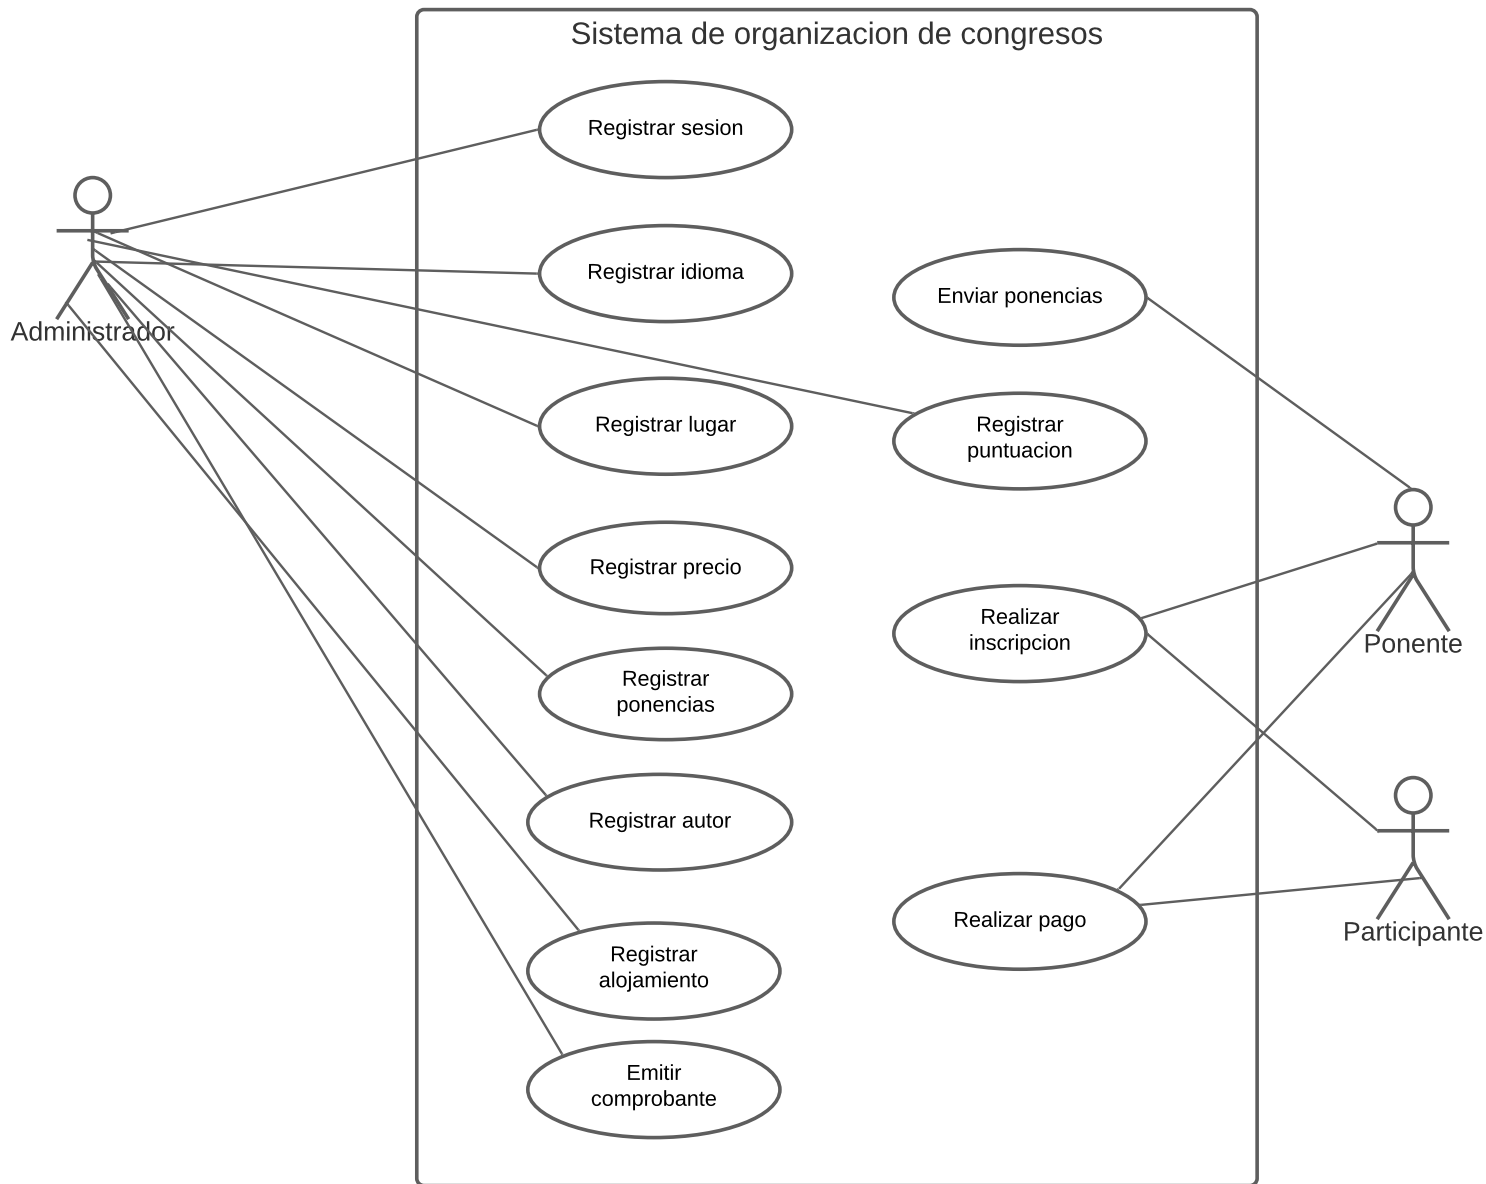 Sistema de organizacion de congresos
Registrar sesion
Registrar idioma
Enviar ponencias
Administrador
Registrar lugar
Registrar
puntuacion
Registrar precio
Realizar
inscripcion
Ponente
Registrar
ponencias
Registrar autor
Realizar pago
Participante
Registrar
alojamiento
Emitir
comprobante